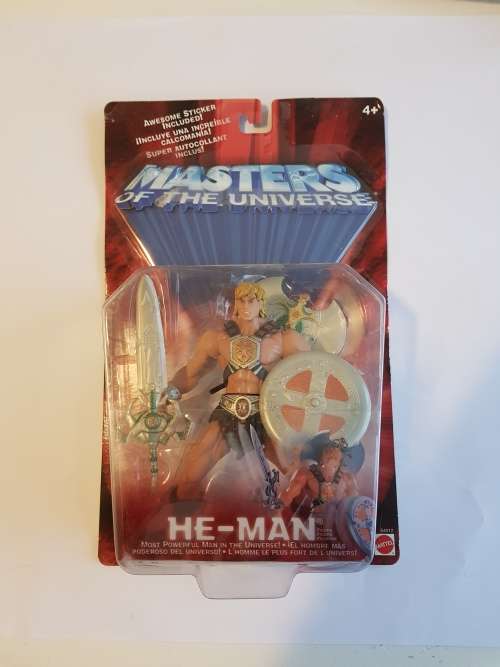 AWESOME STICKER
INCLUDED!
¡INCLUYE UNA INCREÍBLE
CALCOMANÍA!
SUPER AUTOCOLLANT
INCLUS!
4+
MASTERS
OF THE UNIVERSE
HE-MAN
MOST POWERFUL MAN IN THE UNIVERSE! • ¡EL HOMBRE MÁS
PODEROSO DEL UNIVERSO! • L'HOMME LE PLUS FORT DE L'UNIVERS!
MATTEL